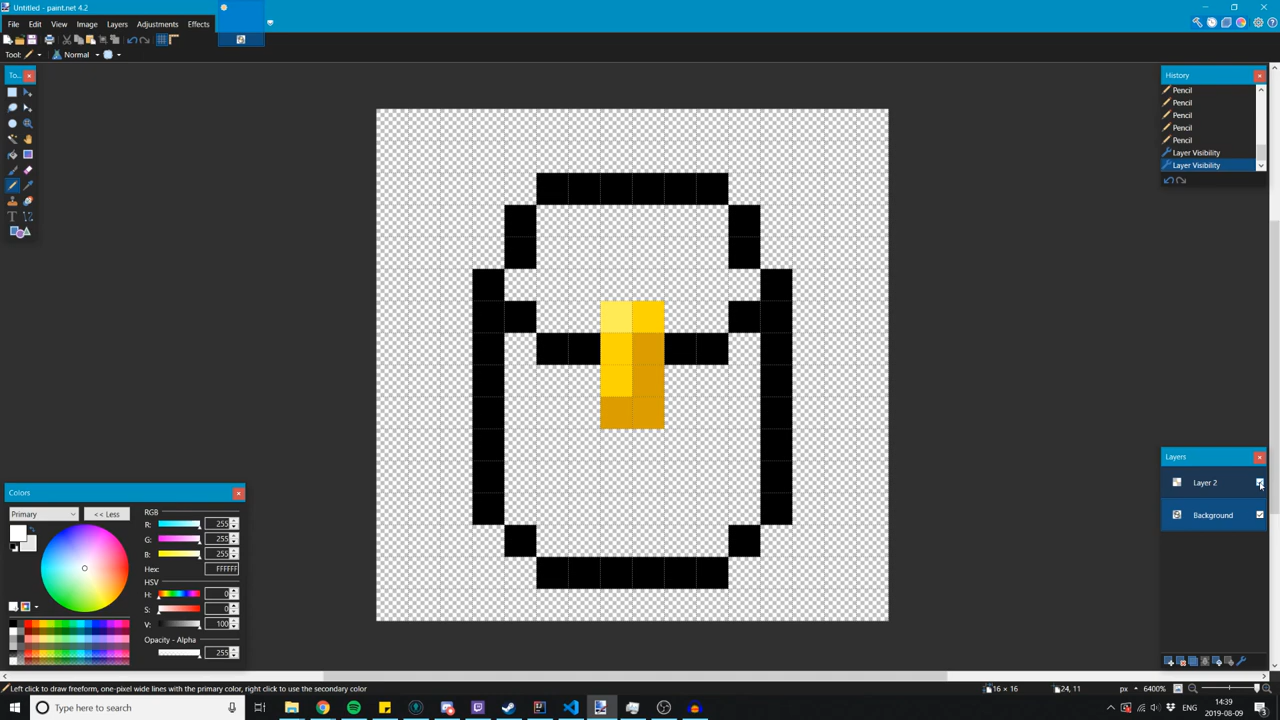 Untitled - paint.net 4.2
File Edit View Image Layers Adjustments Effects
Tool: Normal
To...
History
Pencil
Pencil
Pencil
Pencil
Pencil
Layer Visibility
Layer Visibility
Layers
Layer 2
Background
Colors
Primary << Less
RGB
R: 255
G: 255
B: 255
Hex: FFFFFF
HSV
H: 0
S: 0
V: 100
Opacity - Alpha
255
Left click to draw freeform, one-pixel wide lines with the primary color, right click to use the secondary color
16 × 16 24, 11 px 6400%
Type here to search
ENG
14:39
2019-08-09